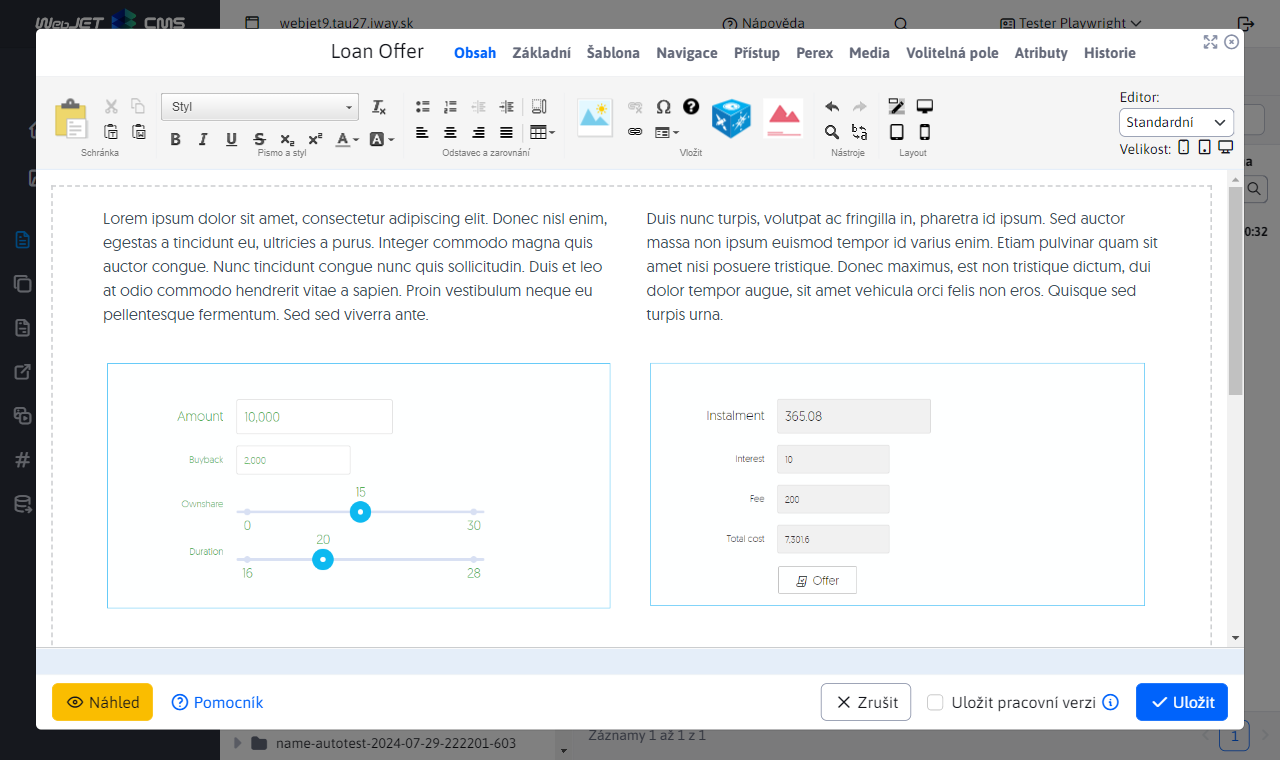 WebJET CMS
webjet9.tau27.iway.sk
Nápověda
Tester Playwright
Loan Offer
Obsah Základní Šablona Navigace Přístup Perex Media Volitelná pole Atributy Historie
Styl
Schránka
Písmo a styl
Odstavec a zarovnání
Vložit
Nástroje
Layout
Editor:
Standardní
Velikost:
0:32
Lorem ipsum dolor sit amet, consectetur adipiscing elit. Donec nisl enim,
egestas a tincidunt eu, ultricies a purus. Integer commodo magna quis
auctor congue. Nunc tincidunt congue nunc quis sollicitudin. Duis et leo
at odio commodo hendrerit vitae a sapien. Proin vestibulum neque eu
pellentesque fermentum. Sed sed viverra ante.
Duis nunc turpis, volutpat ac fringilla in, pharetra id ipsum. Sed auctor
massa non ipsum euismod tempor id varius enim. Etiam pulvinar quam sit
amet nisi posuere tristique. Donec maximus, est non tristique dictum, dui
dolor tempor augue, sit amet vehicula orci felis non eros. Quisque sed
turpis urna.
Amount 10,000
Buyback 2,000
15
Ownshare
0 30
20
Duration
16 28
Instalment 365.08
Interest 10
Fee 200
Total cost 7,301.6
Offer
Náhled
Pomocník
Zrušit
Uložit pracovní verzi
Uložit
name-autotest-2024-07-29-222201-603
Záznamy 1 až 1 z 1
1